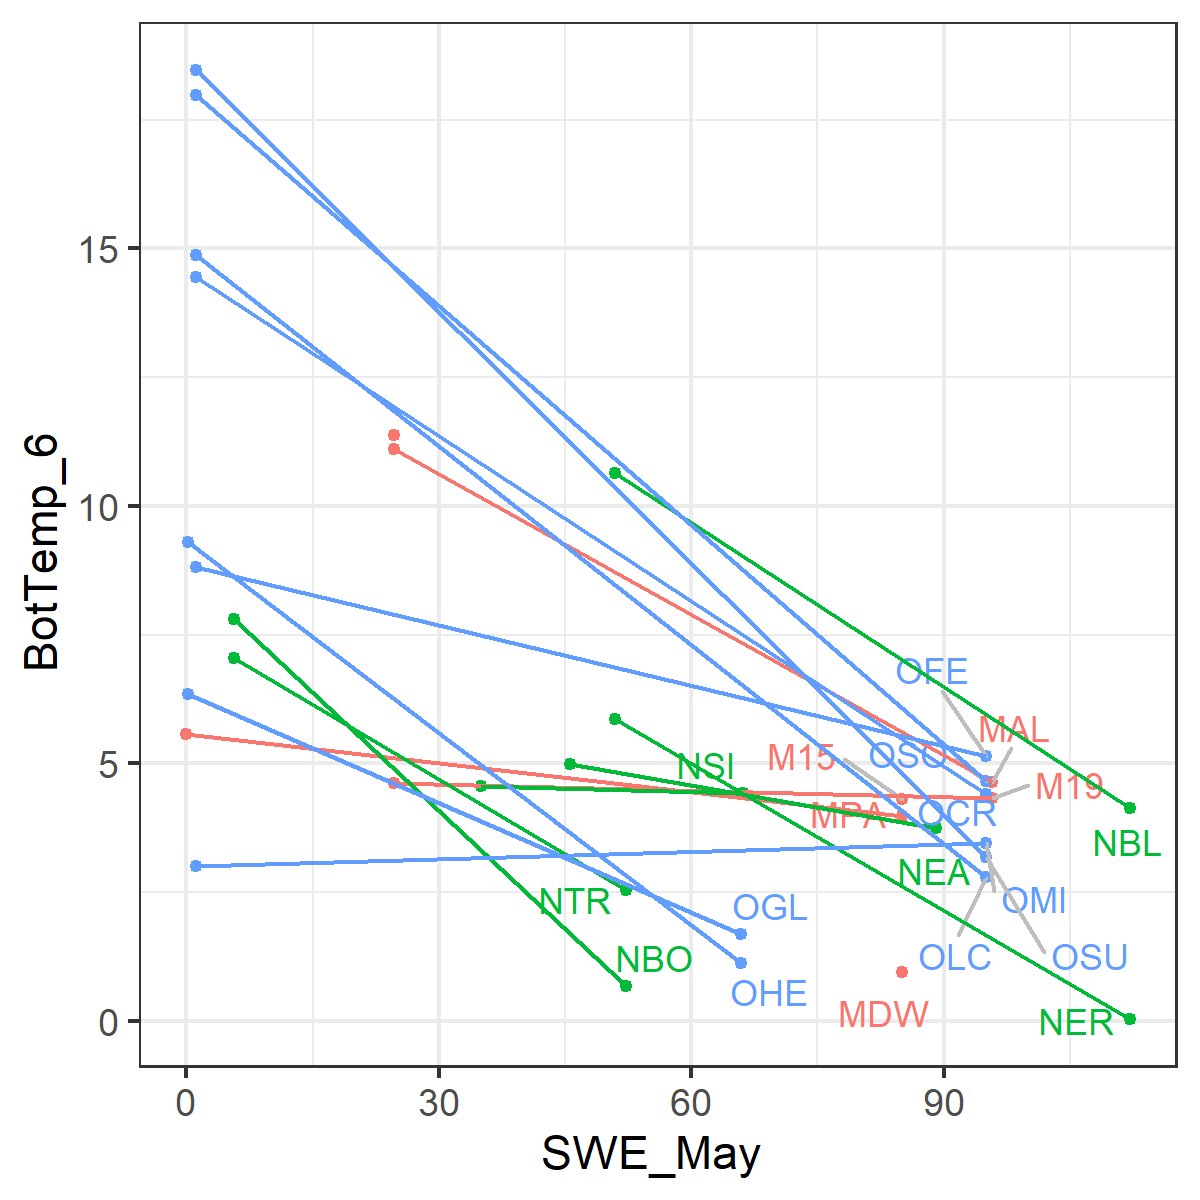 BotTemp_6
15
10
5
0
OFE
MAL
M15
OSO
NSI
M19
MPA
OCR
NBL
NEA
NTR
OGL
OMI
NBO
OLC
OSU
OHE
MDW
NER
0
30
60
90
SWE_May